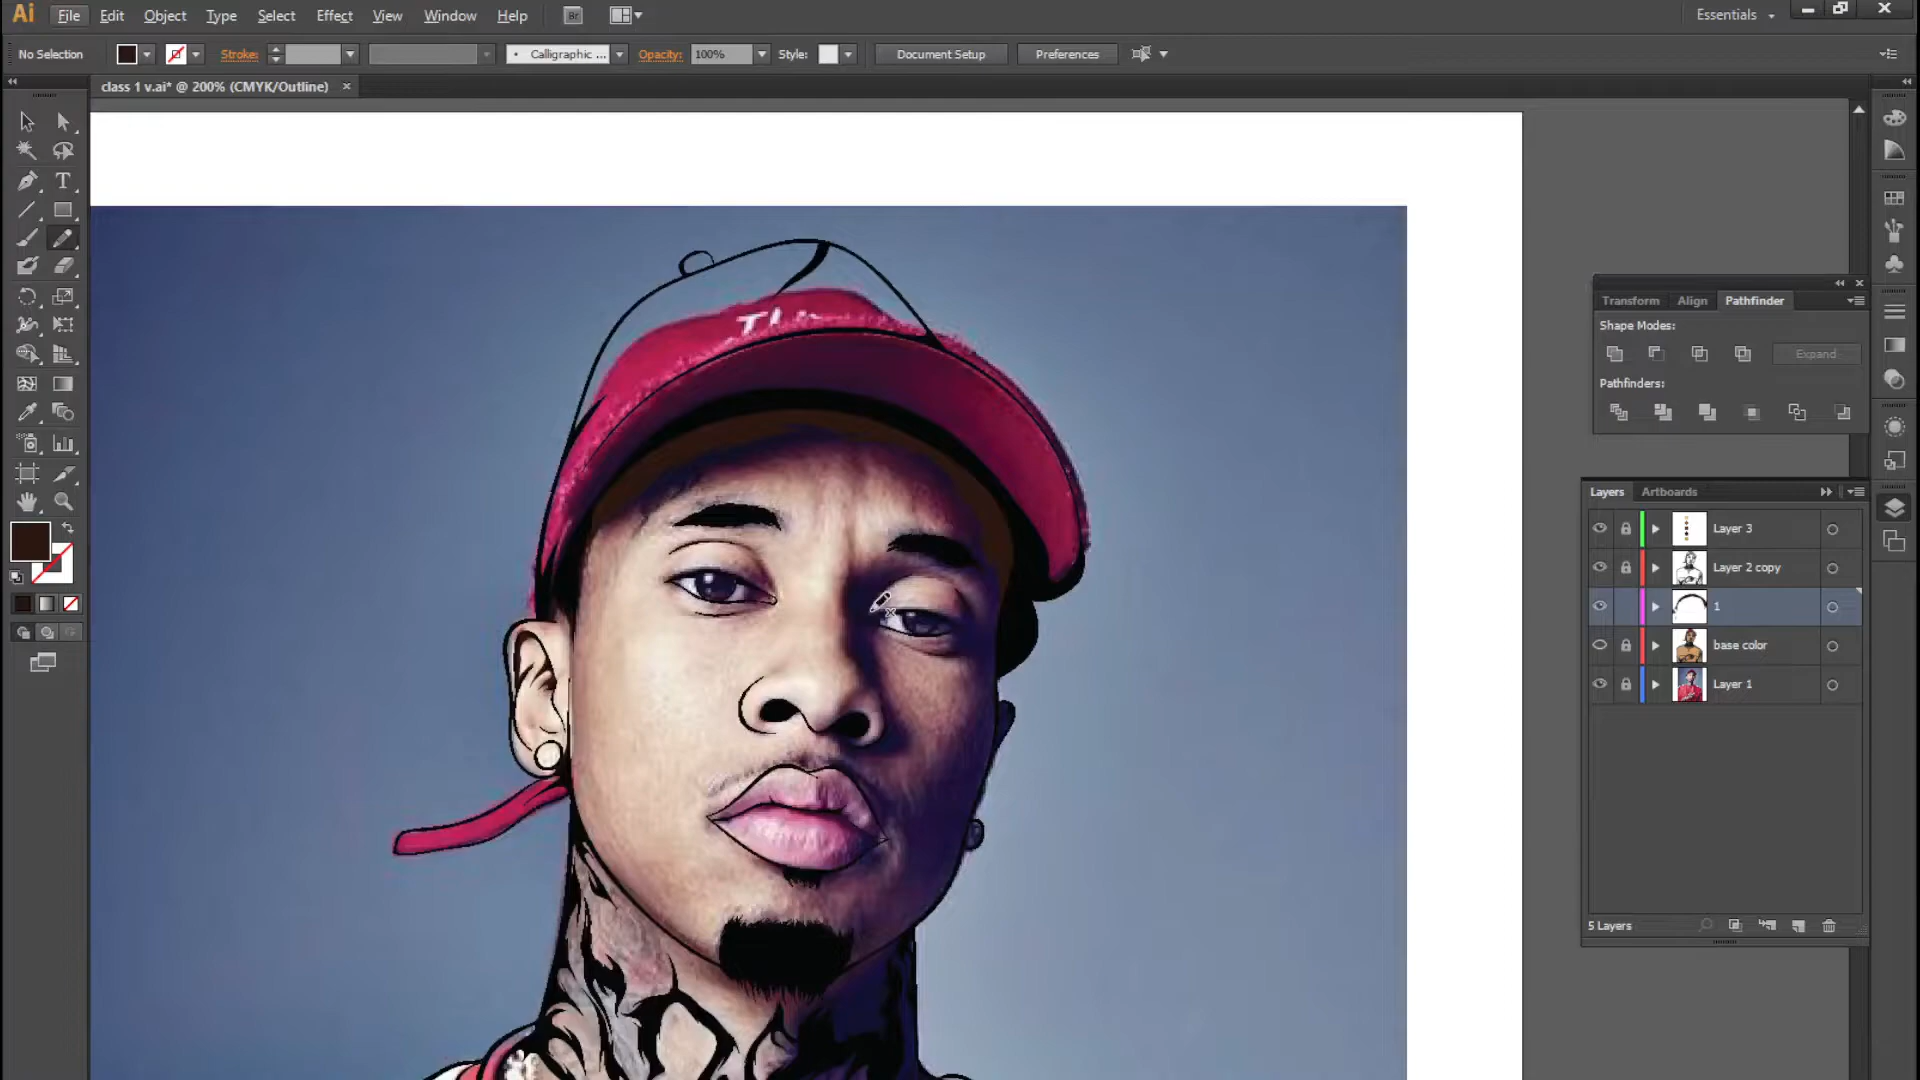 Ai File Edit Object Type Select Effect View Window Help Br Essentials
No Selection Stroke: Calligraphic ... Opacity: 100% Style: Document Setup Preferences
class 1 v.ai* @ 200% (CMYK/Outline) ×
T
Transform Align Pathfinder
Shape Modes:
Expand
Pathfinders:
Layers Artboards
Layer 3
Layer 2 copy
1
base color
Layer 1
5 Layers